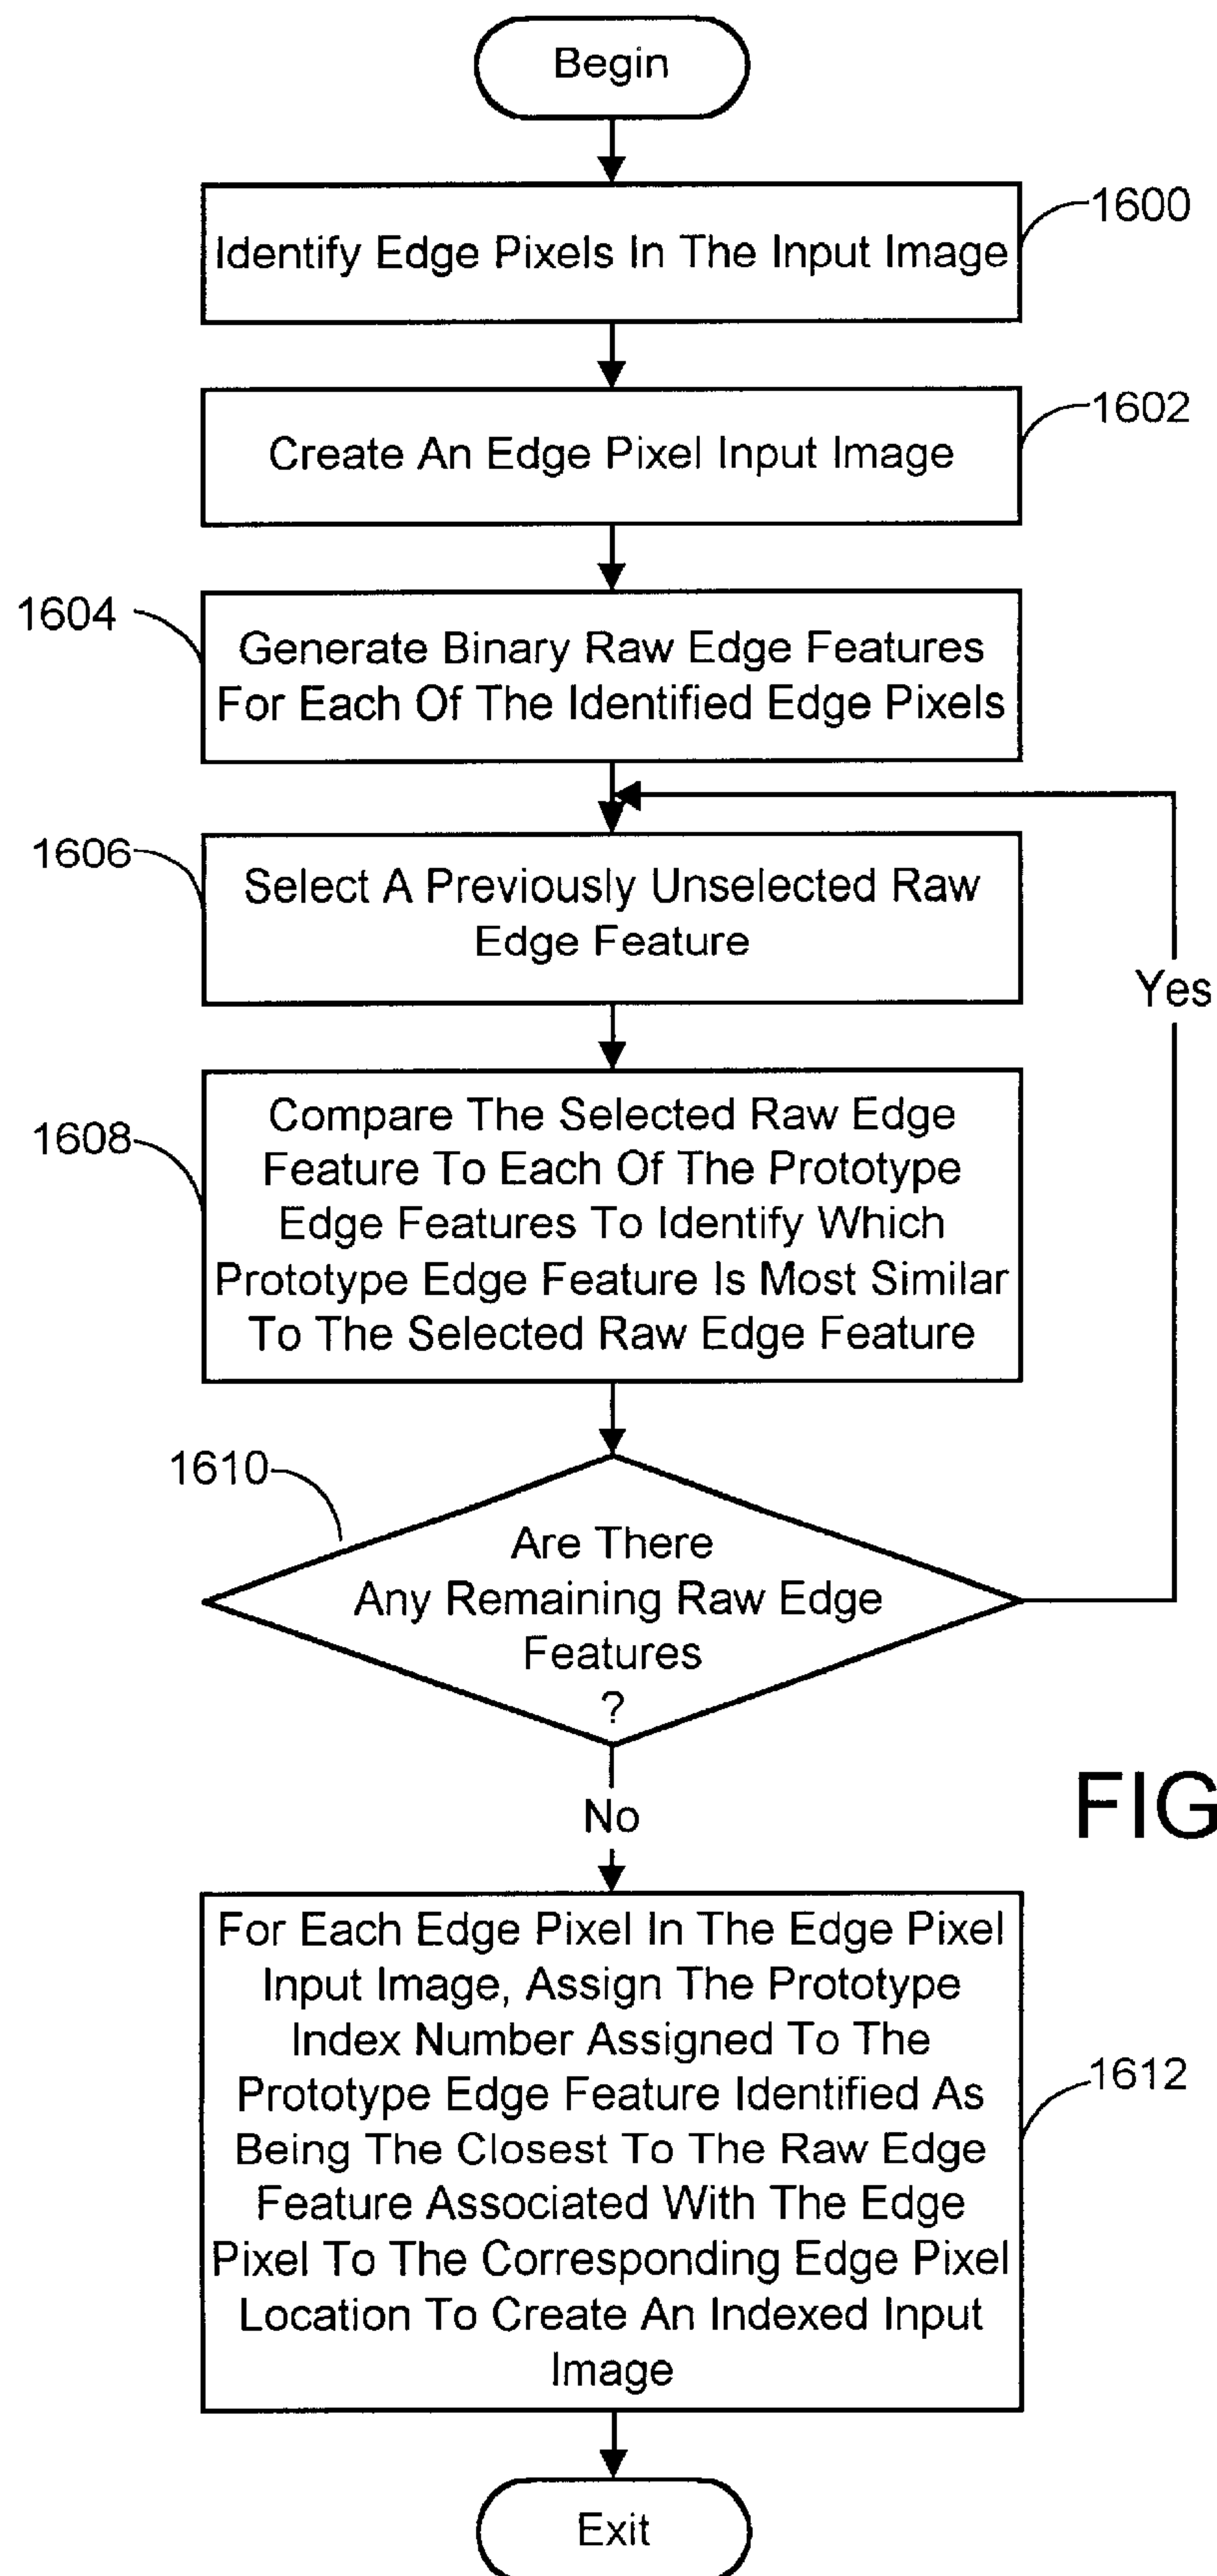 Begin
1600
Identify Edge Pixels In The Input Image
1602
Create An Edge Pixel Input Image
1604
Generate Binary Raw Edge Features
For Each Of The Identified Edge Pixels
1606
Select A Previously Unselected Raw
Edge Feature
Yes
1608
Compare The Selected Raw Edge
Feature To Each Of The Prototype
Edge Features To Identify Which
Prototype Edge Feature Is Most Similar
To The Selected Raw Edge Feature
1610
Are There
Any Remaining Raw Edge
Features
?
No
FIG
For Each Edge Pixel In The Edge Pixel
Input Image, Assign The Prototype
Index Number Assigned To The
Prototype Edge Feature Identified As
Being The Closest To The Raw Edge
Feature Associated With The Edge
Pixel To The Corresponding Edge Pixel
Location To Create An Indexed Input
Image
1612
Exit